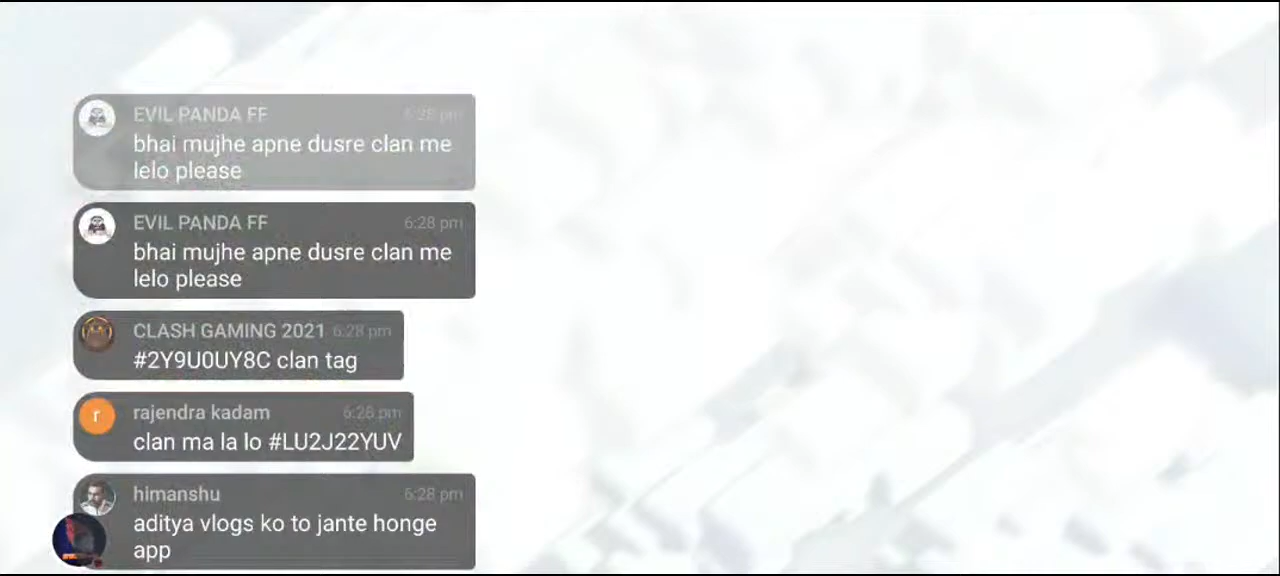 EVIL PANDA FF 6:28 pm
bhai mujhe apne dusre clan me
lelo please
EVIL PANDA FF 6:28 pm
bhai mujhe apne dusre clan me
lelo please
CLASH GAMING 2021 6:28 pm
#2Y9U0UY8C clan tag
r
rajendra kadam 6:28 pm
clan ma la lo #LU2J22YUV
himanshu 6:28 pm
aditya vlogs ko to jante honge
app